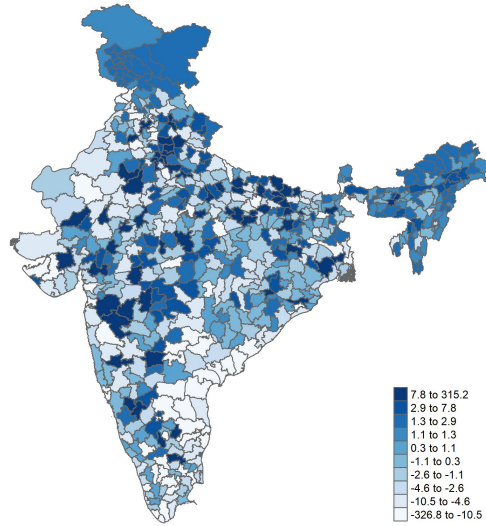 7.8 to 315.2
2.9 to 7.8
1.3 to 2.9
1.1 to 1.3
0.3 to 1.1
-1.1 to 0.3
-2.6 to -1.1
-4.6 to -2.6
-10.5 to -4.6
-326.8 to -10.5